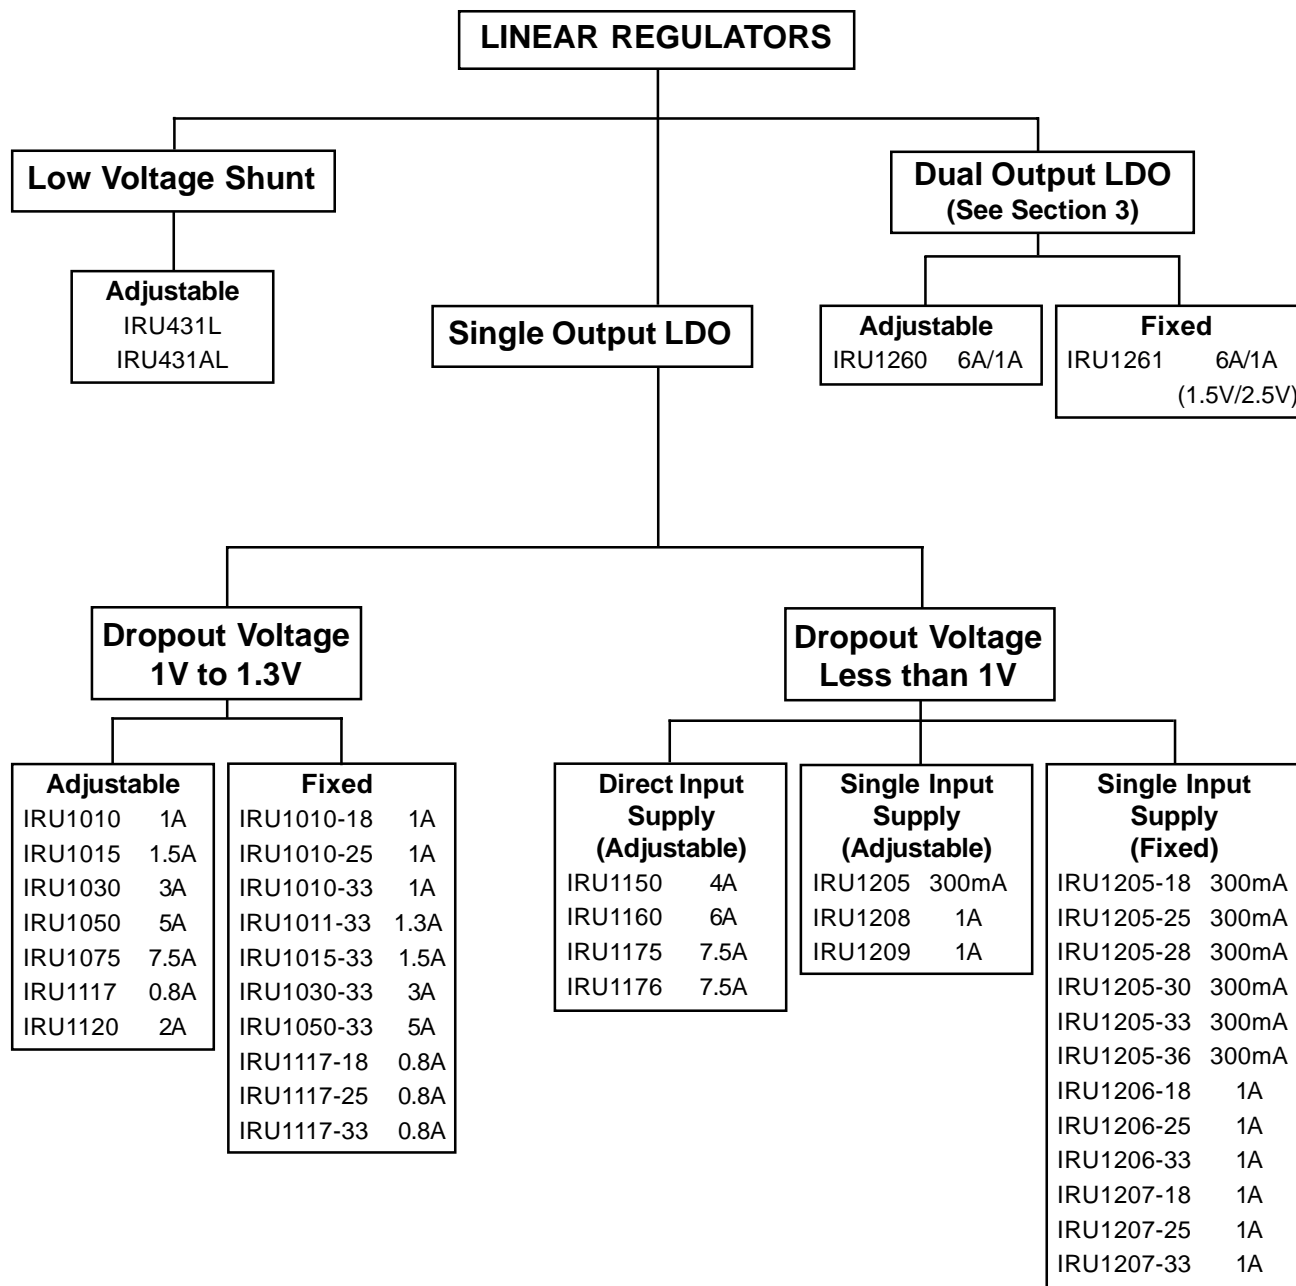 LINEAR REGULATORS
Low Voltage Shunt
Adjustable
IRU431L
IRU431AL
Single Output LDO
Dual Output LDO
(See Section 3)
Adjustable
IRU1260 6A/1A
Fixed
IRU1261 6A/1A
(1.5V/2.5V)
Dropout Voltage
1V to 1.3V
Adjustable
IRU1010 1A
IRU1015 1.5A
IRU1030 3A
IRU1050 5A
IRU1075 7.5A
IRU1117 0.8A
IRU1120 2A
Fixed
IRU1010-18 1A
IRU1010-25 1A
IRU1010-33 1A
IRU1011-33 1.3A
IRU1015-33 1.5A
IRU1030-33 3A
IRU1050-33 5A
IRU1117-18 0.8A
IRU1117-25 0.8A
IRU1117-33 0.8A
Dropout Voltage
Less than 1V
Direct Input
Supply
(Adjustable)
IRU1150 4A
IRU1160 6A
IRU1175 7.5A
IRU1176 7.5A
Single Input
Supply
(Adjustable)
IRU1205 300mA
IRU1208 1A
IRU1209 1A
Single Input
Supply
(Fixed)
IRU1205-18 300mA
IRU1205-25 300mA
IRU1205-28 300mA
IRU1205-30 300mA
IRU1205-33 300mA
IRU1205-36 300mA
IRU1206-18 1A
IRU1206-25 1A
IRU1206-33 1A
IRU1207-18 1A
IRU1207-25 1A
IRU1207-33 1A